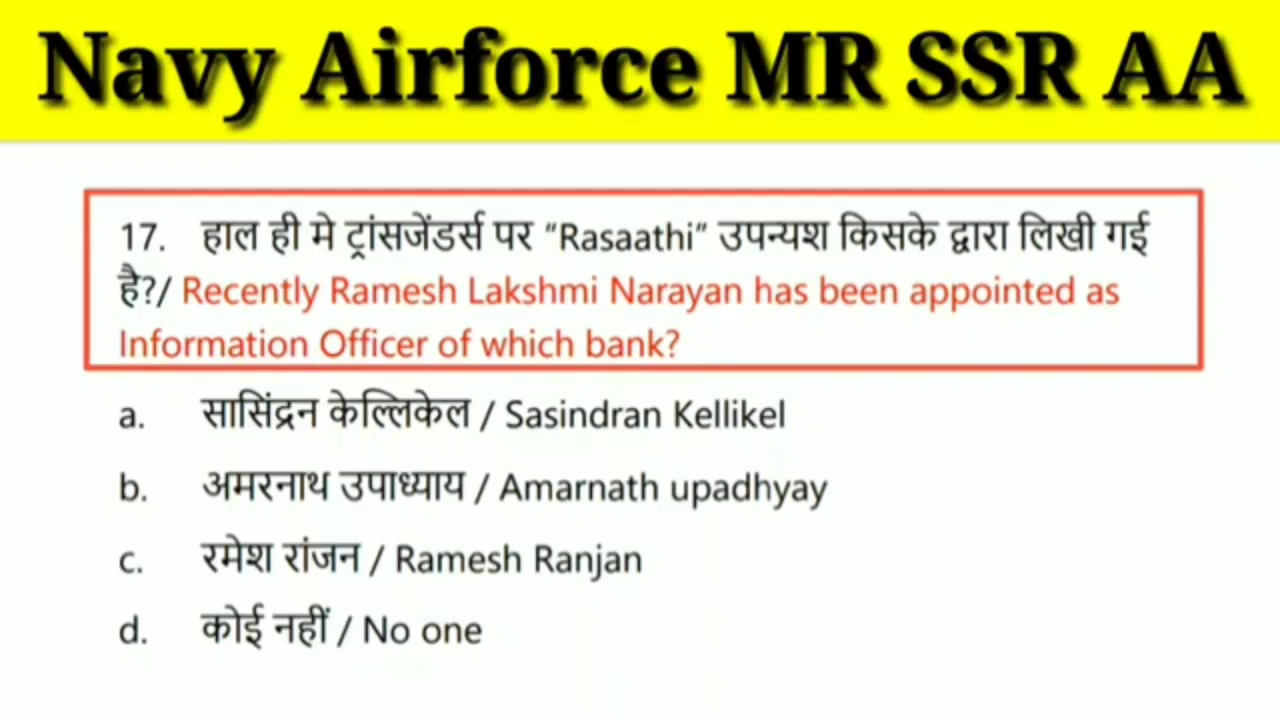 Navy Airforce MR SSR AA
17. हाल ही मे ट्रांसजेंडर्स पर “Rasaathi” उपन्यश किसके द्वारा लिखी गई
है?/ Recently Ramesh Lakshmi Narayan has been appointed as
Information Officer of which bank?
a. सासिंद्रन केल्लिकेल / Sasindran Kellikel
b. अमरनाथ उपाध्याय / Amarnath upadhyay
c. रमेश रांजन / Ramesh Ranjan
d. कोई नहीं / No one